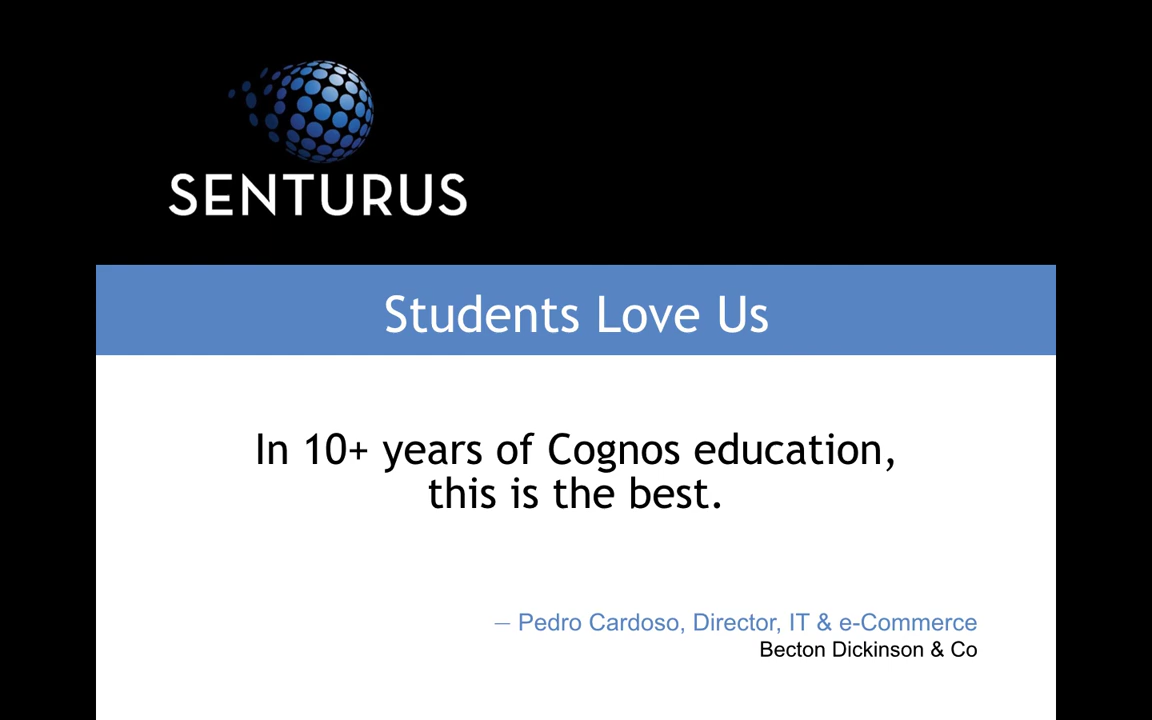 SENTURUS
Students Love Us
In 10+ years of Cognos education,
this is the best.
— Pedro Cardoso, Director, IT & e-Commerce
Becton Dickinson & Co